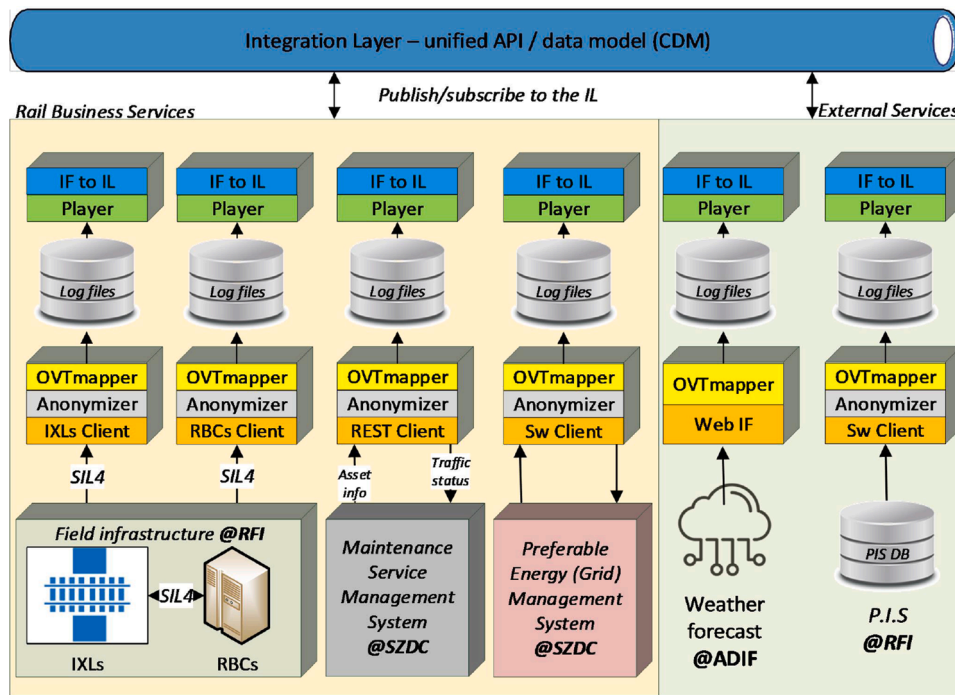 Integration Layer – unified API / data model (CDM)
Publish/subscribe to the IL
Rail Business Services
External Services
IF to IL
IF to IL
IF to IL
IF to IL
IF to IL
IF to IL
Player
Player
Player
Player
Player
Player
Log files
Log files
Log files
Log files
Log files
Log files
OVTmapper
OVTmapper
OVTmapper
OVTmapper
OVTmapper
OVTmapper
Anonymizer
Anonymizer
Anonymizer
Anonymizer
Anonymizer
IXLs Client
RBCs Client
REST Client
Sw Client
Web IF
Sw Client
SIL4
SIL4
Asset
info
Traffic
status
Field infrastructure @RFI
SIL4
IXLs
RBCs
Maintenance
Service
Management
System
@SZDC
Preferable
Energy (Grid)
Management
System
@SZDC
Weather
forecast
@ADIF
PIS DB
P.I.S
@RFI